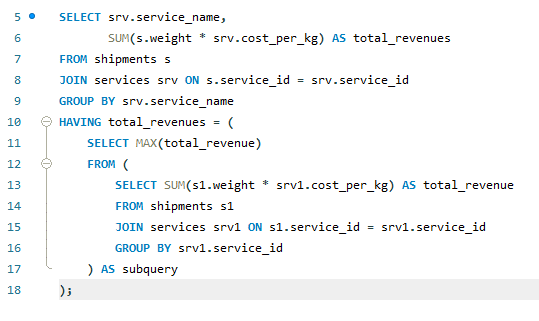 5 SELECT srv.service_name,
6 SUM(s.weight * srv.cost_per_kg) AS total_revenues
7 FROM shipments s
8 JOIN services srv ON s.service_id = srv.service_id
9 GROUP BY srv.service_name
10 HAVING total_revenues = (
11 SELECT MAX(total_revenue)
12 FROM (
13 SELECT SUM(s1.weight * srv1.cost_per_kg) AS total_revenue
14 FROM shipments s1
15 JOIN services srv1 ON s1.service_id = srv1.service_id
16 GROUP BY srv1.service_id
17 ) AS subquery
18 );